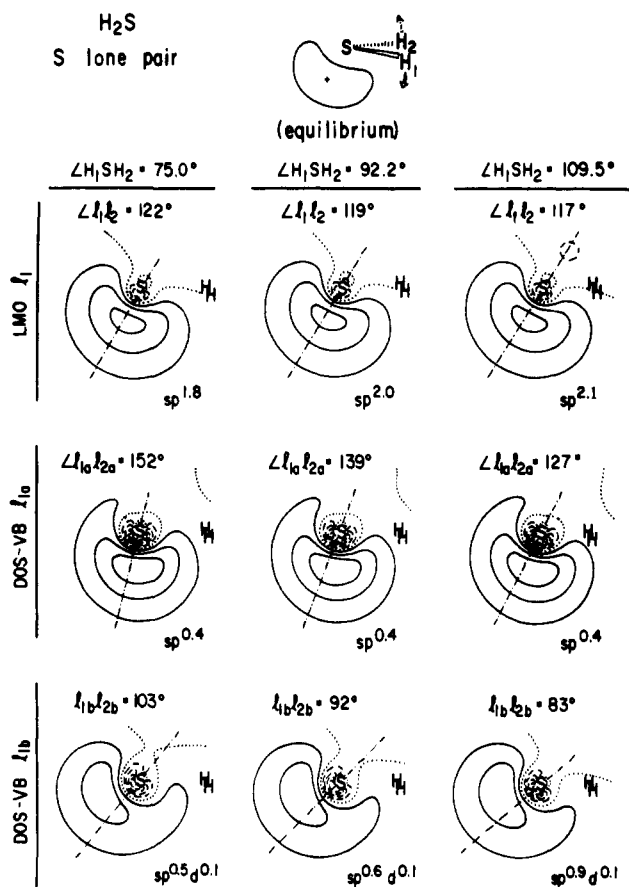 H₂S
S lone pair
S H₂
H₁
(equilibrium)
∠H₁SH₂ = 75.0° ∠H₁SH₂ = 92.2° ∠H₁SH₂ = 109.5°
LMO ℓ₁
∠ℓ₁ℓ₂ = 122° ∠ℓ₁ℓ₂ = 119° ∠ℓ₁ℓ₂ = 117°
S H H S H H S H H
sp¹·⁸ sp²·⁰ sp²·¹
DOS-VB ℓ₁ₐ
∠ℓ₁ₐℓ₂ₐ = 152° ∠ℓ₁ₐℓ₂ₐ = 139° ∠ℓ₁ₐℓ₂ₐ = 127°
S H H S H H S H H
sp⁰·⁴ sp⁰·⁴ sp⁰·⁴
DOS-VB ℓ₁b
ℓ₁bℓ₂b = 103° ℓ₁bℓ₂b = 92° ℓ₁bℓ₂b = 83°
S H H S H H S H H
sp⁰·⁵d⁰·¹ sp⁰·⁶d⁰·¹ sp⁰·⁹d⁰·¹